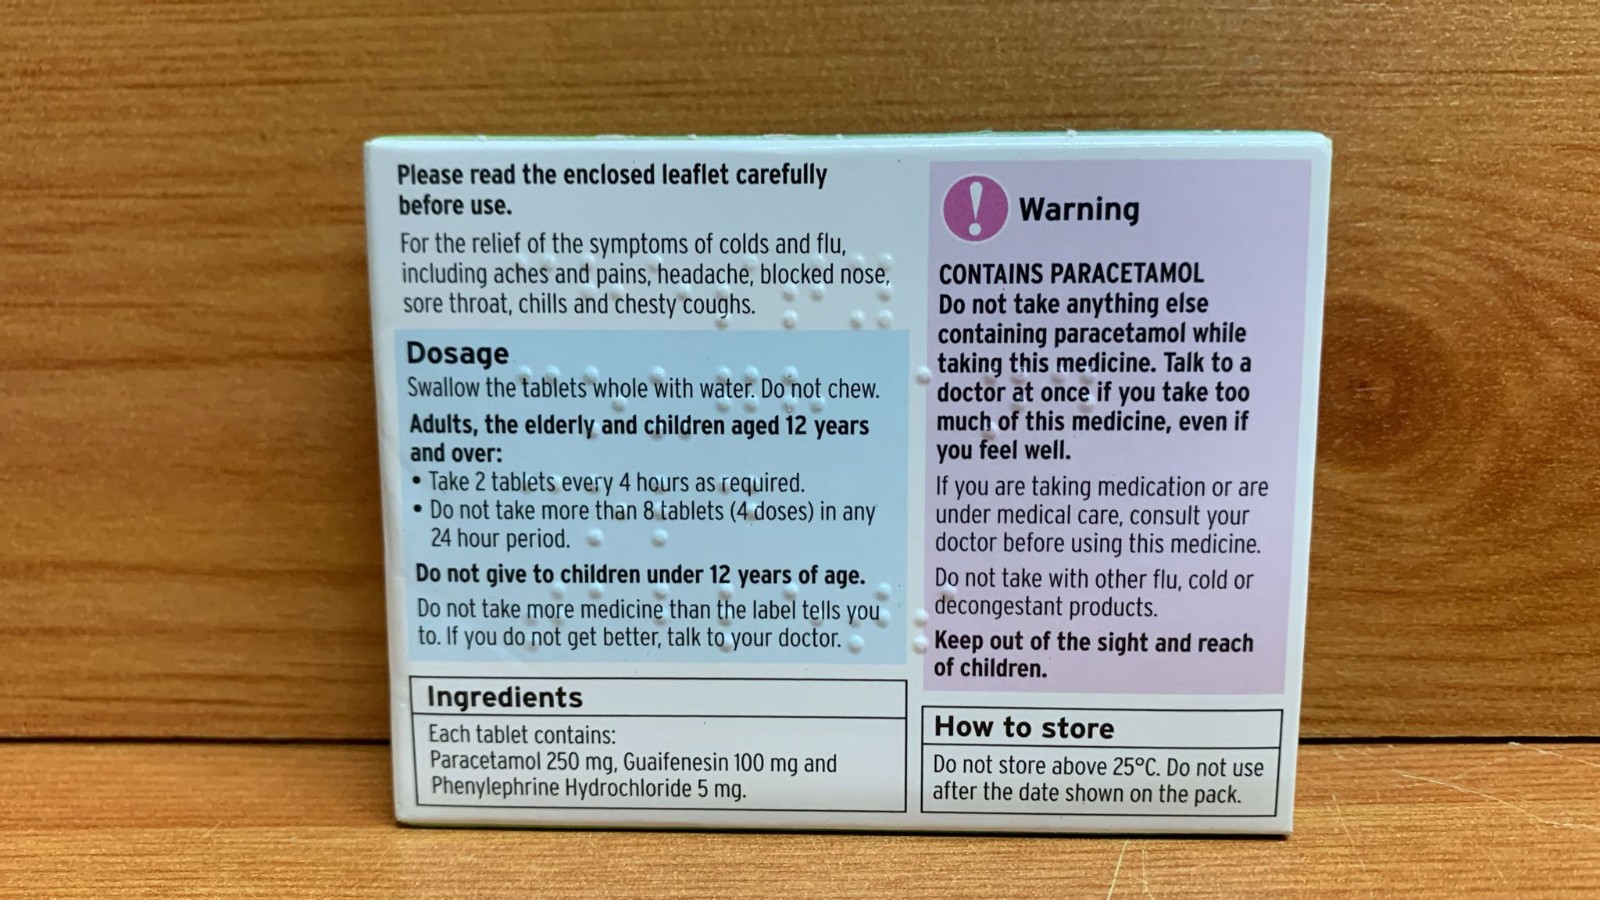 Please read the enclosed leaflet carefully
before use.
For the relief of the symptoms of colds and flu,
including aches and pains, headache, blocked nose,
sore throat, chills and chesty coughs.
Dosage
Swallow the tablets whole with water. Do not chew.
Adults, the elderly and children aged 12 years
and over:
• Take 2 tablets every 4 hours as required.
• Do not take more than 8 tablets (4 doses) in any
24 hour period.
Do not give to children under 12 years of age.
Do not take more medicine than the label tells you
to. If you do not get better, talk to your doctor.
Ingredients
Each tablet contains:
Paracetamol 250 mg, Guaifenesin 100 mg and
Phenylephrine Hydrochloride 5 mg.
Warning
CONTAINS PARACETAMOL
Do not take anything else
containing paracetamol while
taking this medicine. Talk to a
doctor at once if you take too
much of this medicine, even if
you feel well.
If you are taking medication or are
under medical care, consult your
doctor before using this medicine.
Do not take with other flu, cold or
decongestant products.
Keep out of the sight and reach
of children.
How to store
Do not store above 25°C. Do not use
after the date shown on the pack.